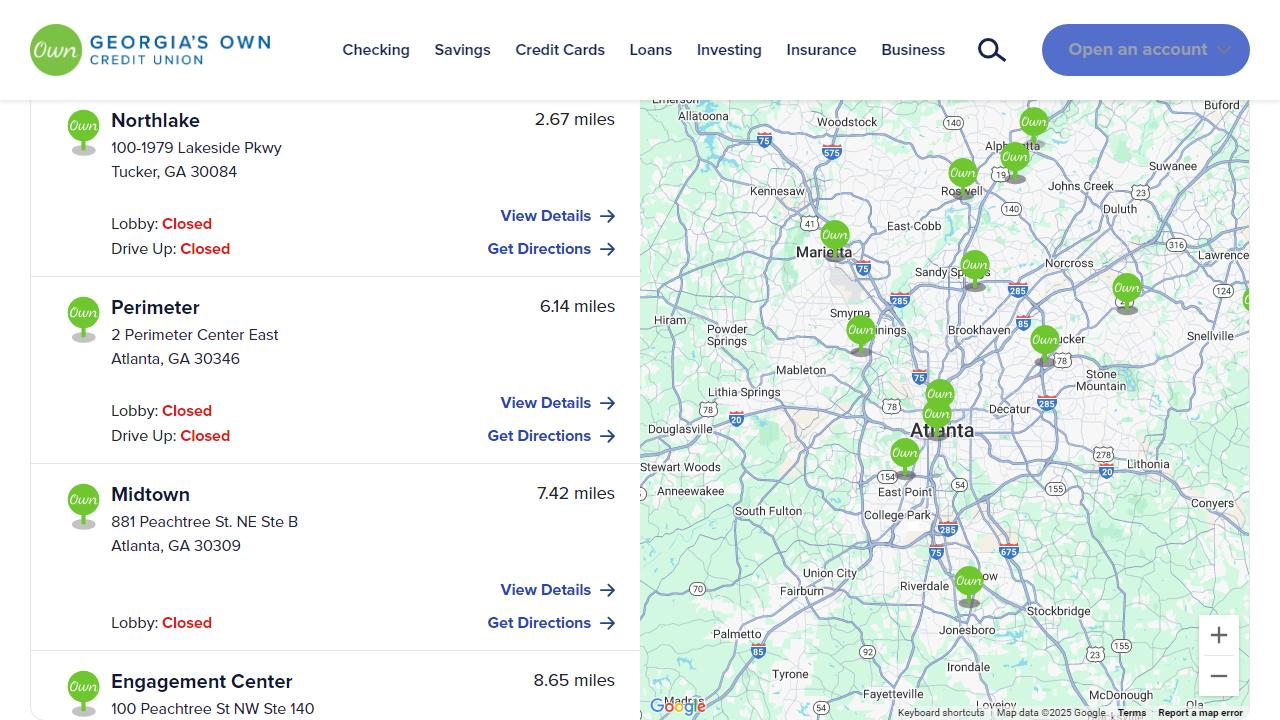 Own GEORGIA'S OWN
CREDIT UNION
Checking Savings Credit Cards Loans Investing Insurance Business
Open an account
Own Northlake 2.67 miles
100-1979 Lakeside Pkwy
Tucker, GA 30084
Lobby: Closed View Details
Drive Up: Closed Get Directions
Own Perimeter 6.14 miles
2 Perimeter Center East
Atlanta, GA 30346
Lobby: Closed View Details
Drive Up: Closed Get Directions
Own Midtown 7.42 miles
881 Peachtree St. NE Ste B
Atlanta, GA 30309
View Details
Lobby: Closed Get Directions
Own Engagement Center 8.65 miles
100 Peachtree St NW Ste 140
Allatoona
Buford
Woodstock
140
Own
75
575
Own
Suwanee
Own
19
Kennesaw
Roswell
Johns Creek
23
140
Duluth
41
East Cobb
Own
316
Marietta
75
Own
Norcross
Lawrence
Sandy Springs
285
Own
124
285
Smyrna
Hiram
85
Powder
Springs
Own
Brookhaven
Own
Snellville
78
Mableton
75
Stone
Mountain
Lithia Springs
Own
78
78
285
Decatur
20
Own
Douglasville
Atlanta
Own
278
Stewart Woods
154
20
Lithonia
54
155
Anneewakee
East Point
Conyers
South Fulton
College Park
285
75
675
Union City
Own
70
Fairburn
Riverdale
Stockbridge
Palmetto
Jonesboro
155
85
92
23
Irondale
Tyrone
McDonough
Fayetteville
54
Google
Keyboard shortcuts Map data ©2025 Google Terms Report a map error